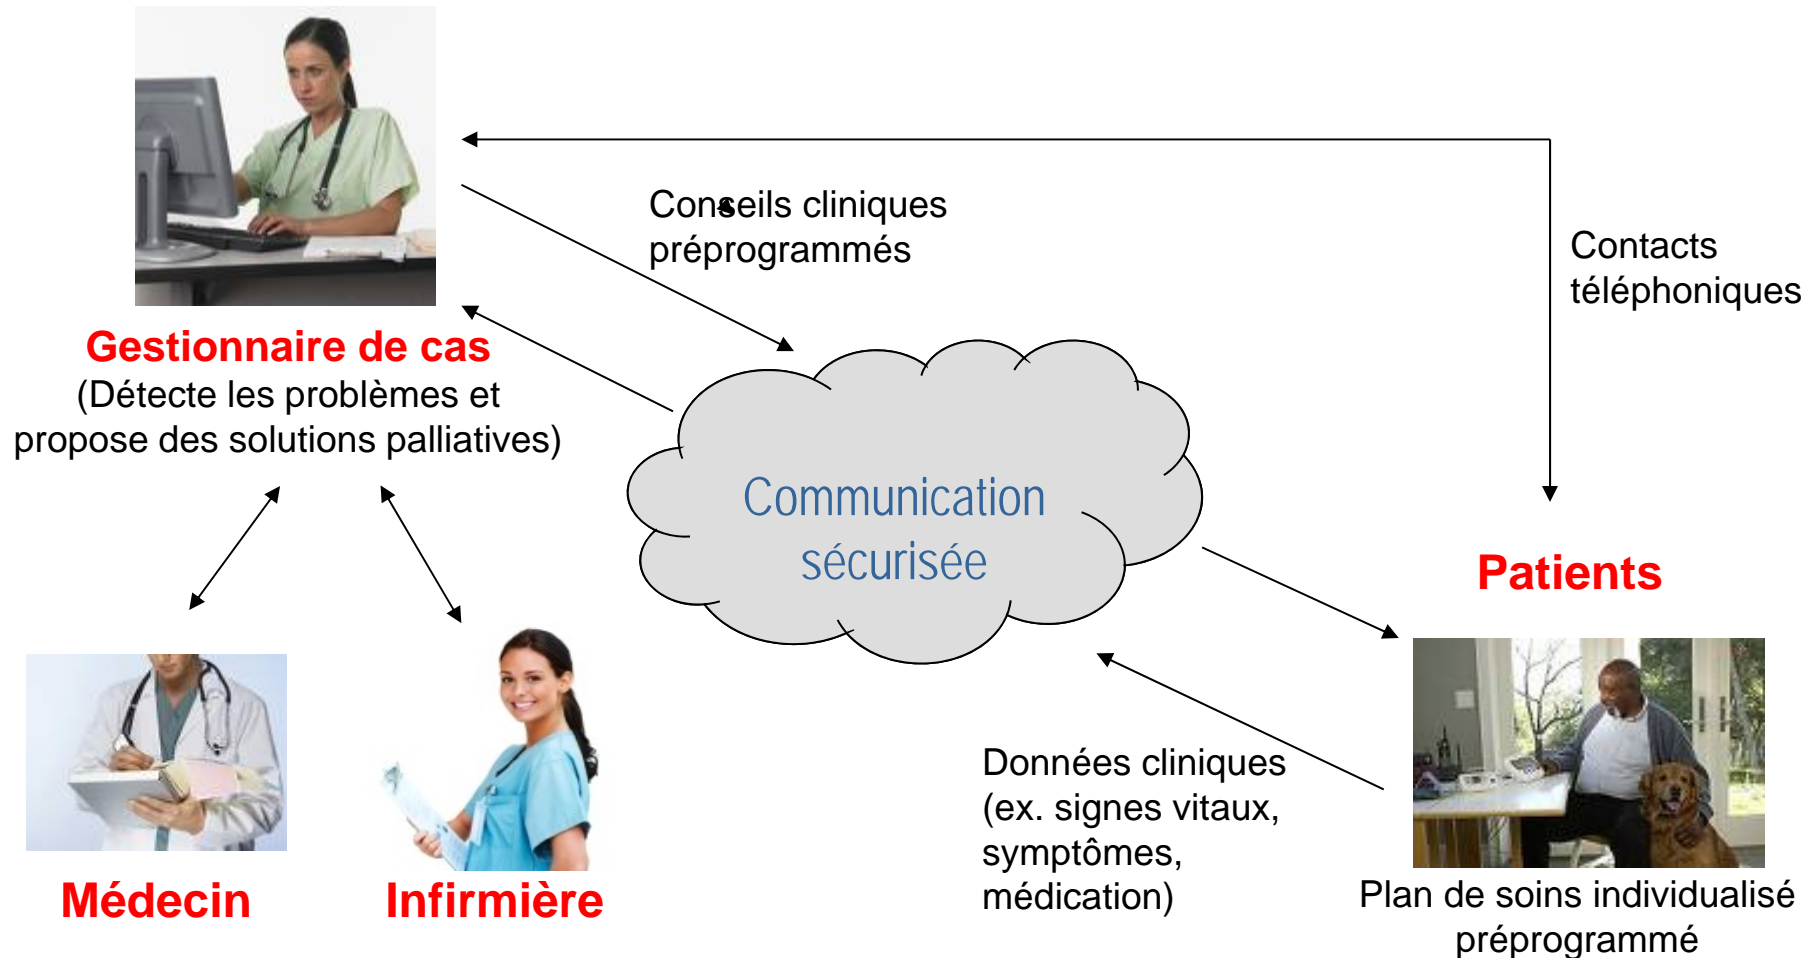 Conseils cliniques
préprogrammés
Contacts
téléphoniques
Gestionnaire de cas
(Détecte les problèmes et
propose des solutions palliatives)
Communication
sécurisée
Patients
Données cliniques
(ex. signes vitaux,
symptômes,
médication)
Médecin
Infirmière
Plan de soins individualisé
préprogrammé